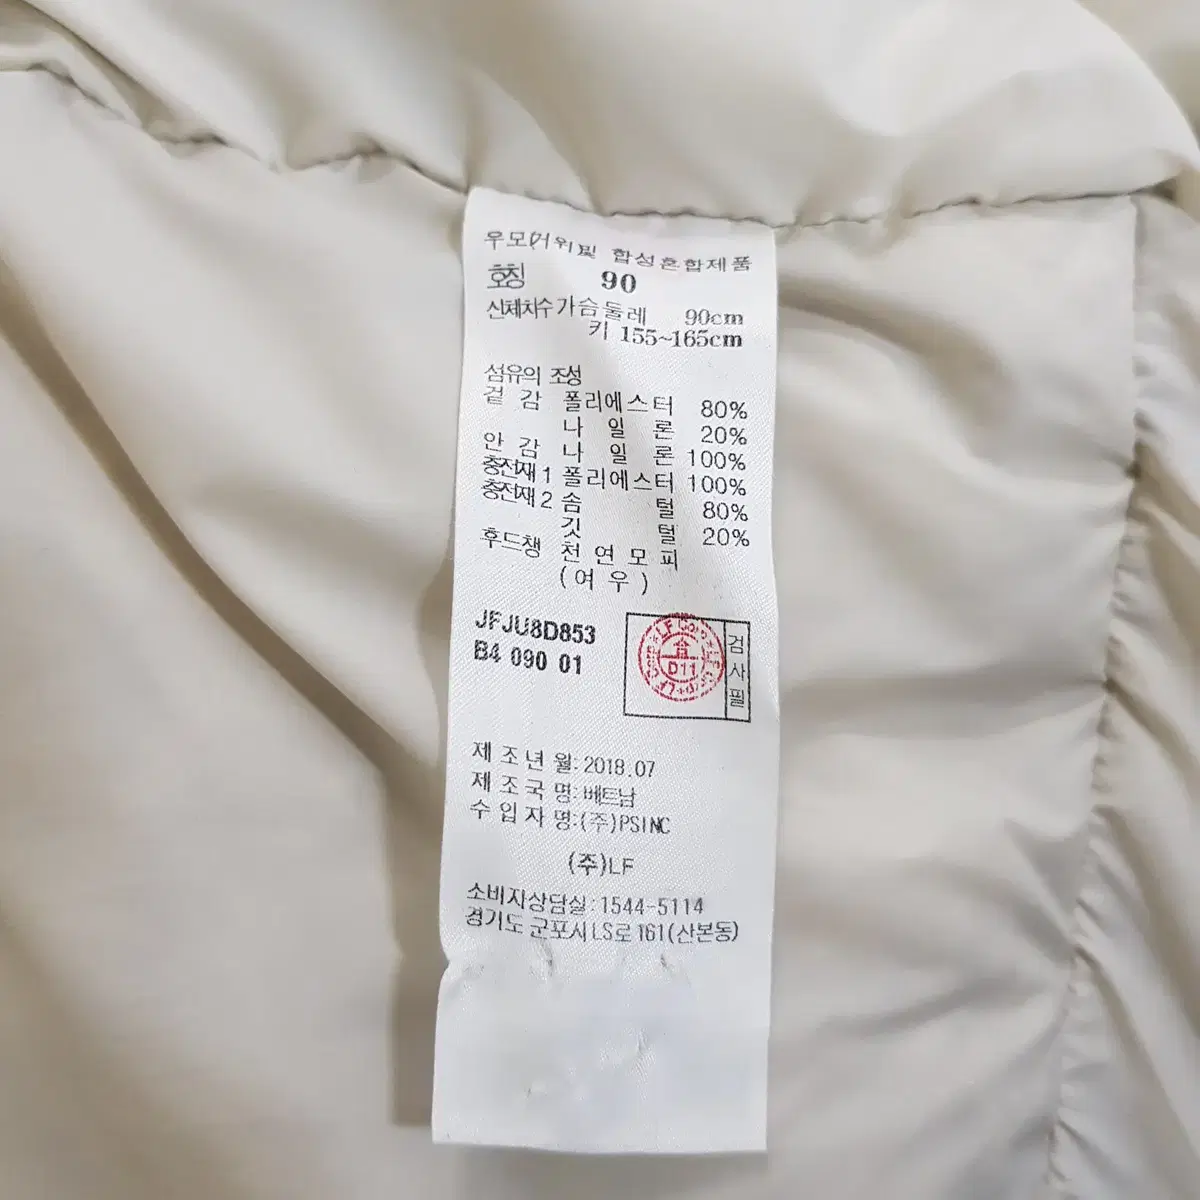 우모(거위)및 합성혼합제품
호칭 90
신체치수 가슴둘레 90cm
키 155~165cm
섬유의 조성
겉 감 폴리에스터 80%
나 일 론 20%
안 감 나 일 론 100%
충전재 1 폴리에스터 100%
충전재 2 솜 털 80%
깃 털 20%
후드챙 천 연 모 피
(여 우)
JFJU8D853
B4 090 01
검사필
D11
제 조 년 월: 2018.07
제 조 국 명: 베트남
수 입 자 명:(주)PSINC
(주)LF
소비자상담실:1544-5114
경기도 군포시 LS로 161(산본동)